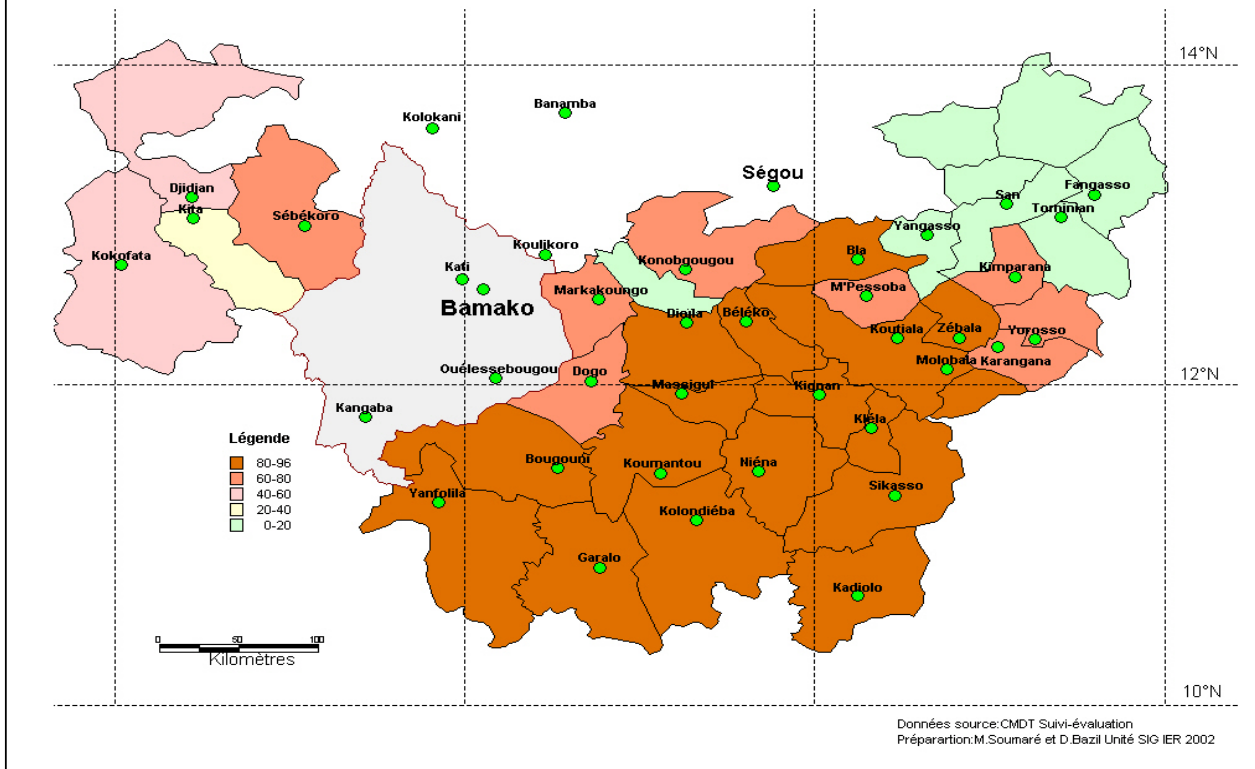 14°N
Banamba
Kolokani
Ségou
Djidjan
Fangasso
San
Kita
Tominian
Sébékoro
Yangasso
Koulikoro
Bla
Kokofata
Konobgougou
Kati
Kimparana
Markakoungo
M'Pessoba
Bamako
Dioila
Béléko
Koutiala
Zébala
Yurosso
Molobala
Karangana
Ouélessebougou
Dogo
12°N
Massigui
Kignan
Kangaba
Kléla
Légende
80-96
60-80
40-60
20-40
0-20
Bougouni
Koumantou
Niéna
Sikasso
Yanfolila
Kolondiéba
Garalo
Kadiolo
0 50 100
Kilomètres
10°N
Données source:CMDT Suivi-évaluation
Préparartion:M.Soumaré et D.Bazil Unité SIG IER 2002